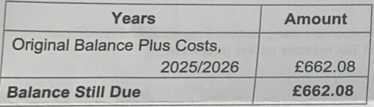 Years Amount
Original Balance Plus Costs,
2025/2026 £662.08
Balance Still Due £662.08